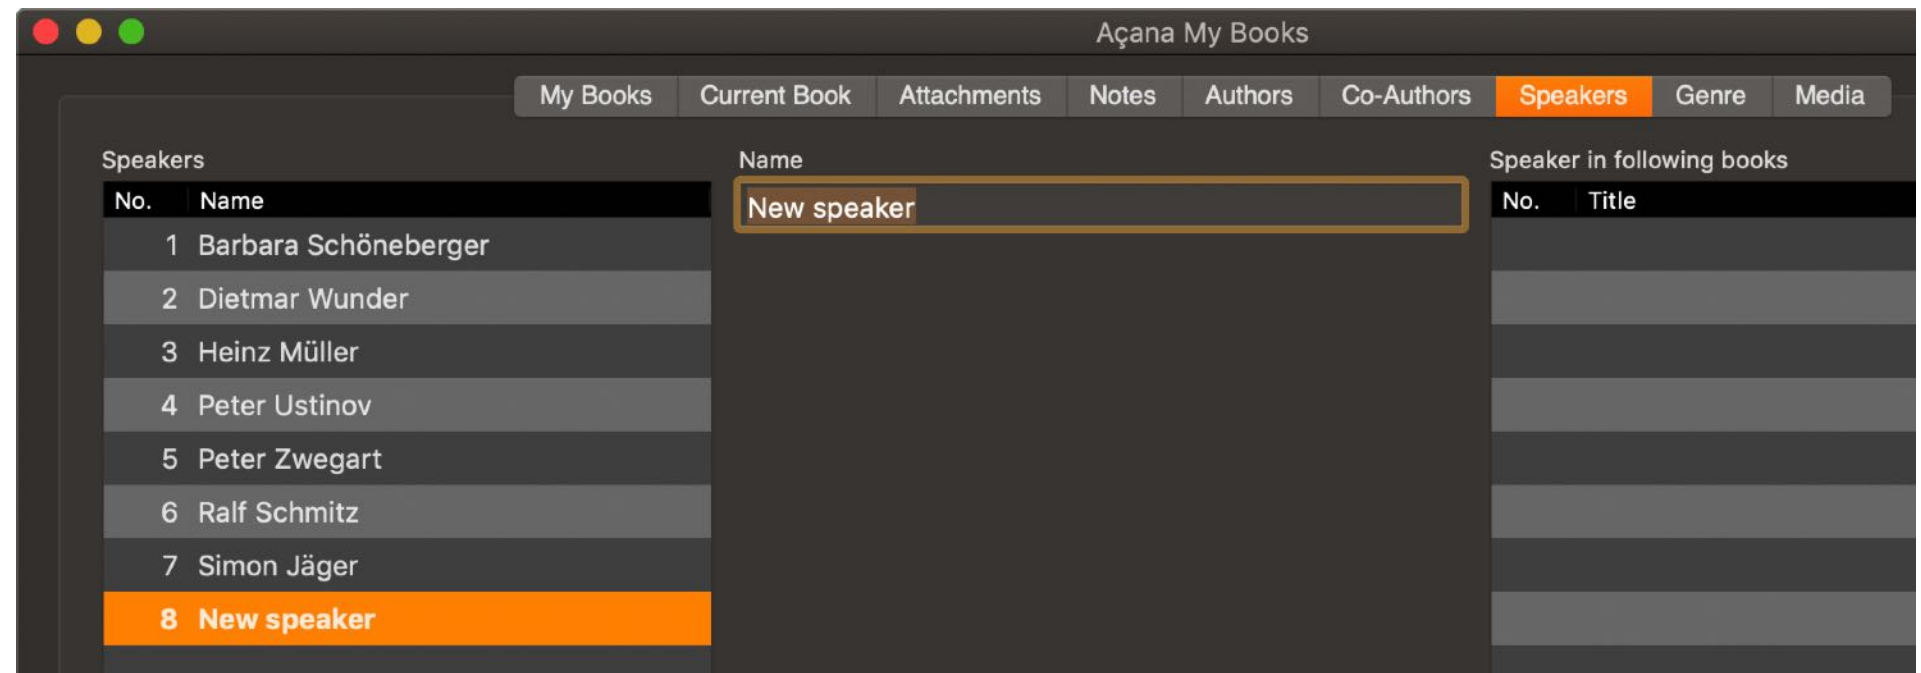 Açana My Books
My Books Current Book Attachments Notes Authors Co-Authors Speakers Genre Media
Speakers Name Speaker in following books
No. Name New speaker No. Title
1 Barbara Schöneberger
2 Dietmar Wunder
3 Heinz Müller
4 Peter Ustinov
5 Peter Zwegart
6 Ralf Schmitz
7 Simon Jäger
8 New speaker